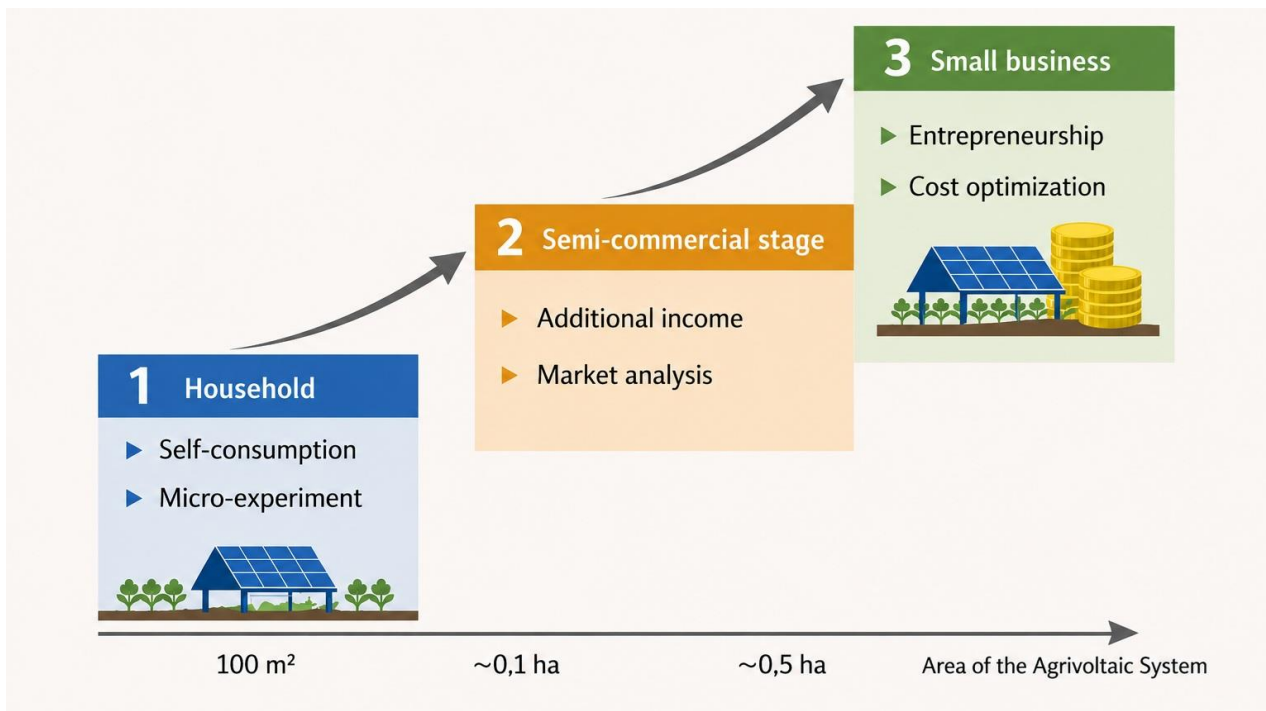 1 Household
Self-consumption
Micro-experiment
2 Semi-commercial stage
Additional income
Market analysis
3 Small business
Entrepreneurship
Cost optimization
100 m²
~0,1 ha
~0,5 ha
Area of the Agrivoltaic System